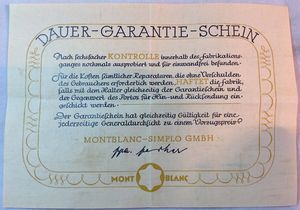 DAUER-GARANTIE-SCHEIN
Nach sechsfacher KONTROLLE innerhalb des Fabrikations-
ganges nochmals ausprobiert und für einwandfrei befunden.
Für die Kosten sämtlicher Reparaturen, die ohne Verschulden
des Gebrauchers erforderlich werden, HAFTET die Fabrik,
falls mit dem Halter gleichzeitig der Garantieschein und
der Gegenwert des Portos für Hin- und Rücksendung ein-
geschickt werden.
Der Garantieschein hat gleichzeitig Gültigkeit für eine
jederzeitige Generaldurchsicht zu einem Vorzugspreis!
MONTBLANC-SIMPLO GMBH
ppa.
MONT BLANC